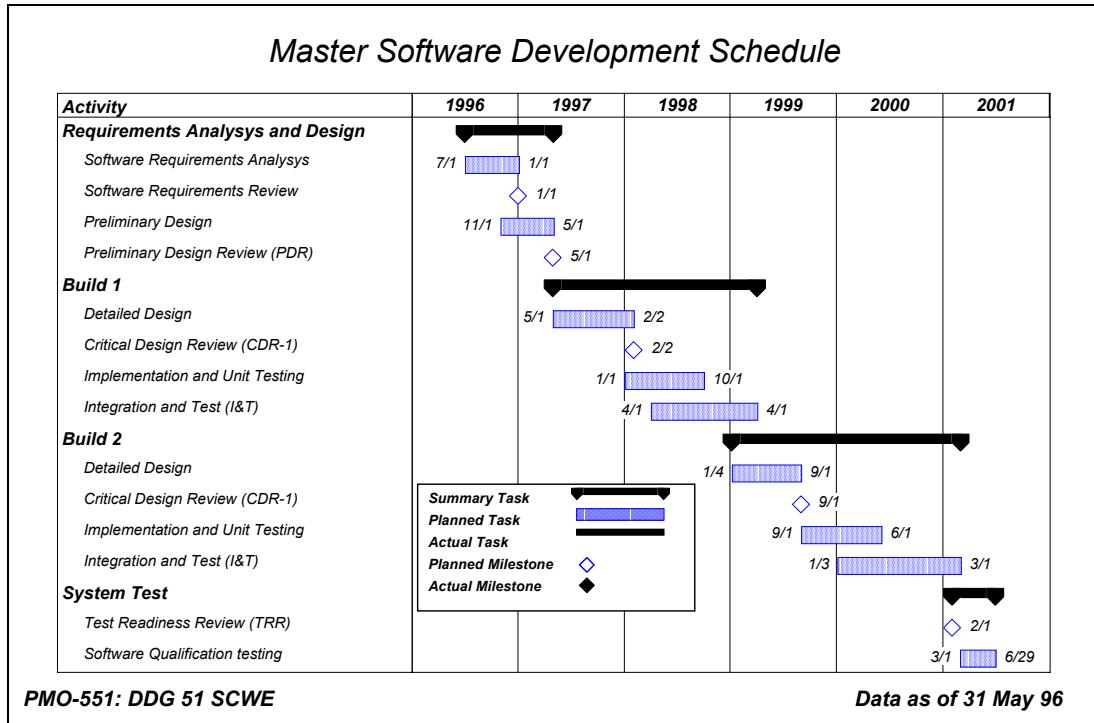 Master Software Development Schedule
Activity 1996 1997 1998 1999 2000 2001
Requirements Analysys and Design
Software Requirements Analysys 7/1 1/1
Software Requirements Review 1/1
Preliminary Design 11/1 5/1
Preliminary Design Review (PDR) 5/1
Build 1
Detailed Design 5/1 2/2
Critical Design Review (CDR-1) 2/2
Implementation and Unit Testing 1/1 10/1
Integration and Test (I&T) 4/1 4/1
Build 2
Detailed Design 1/4 9/1
Critical Design Review (CDR-1) 9/1
Implementation and Unit Testing 9/1 6/1
Integration and Test (I&T) 1/3 3/1
System Test
Test Readiness Review (TRR) 2/1
Software Qualification testing 3/1 6/29
Summary Task
Planned Task
Actual Task
Planned Milestone
Actual Milestone
PMO-551: DDG 51 SCWE Data as of 31 May 96